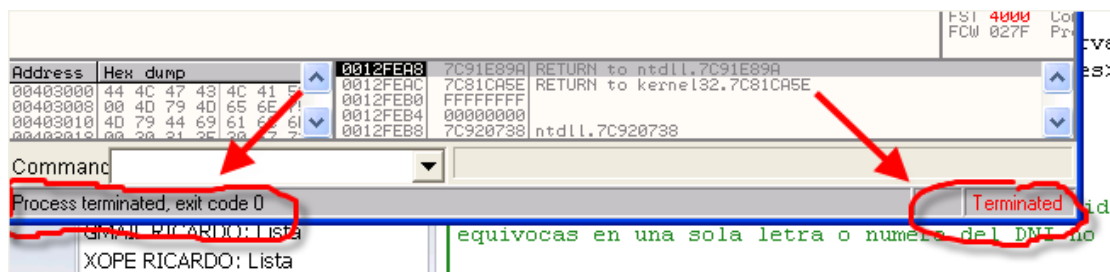 FST 4000 Co
FCW 027F Pr
Address Hex dump
00403000 44 4C 47 43 4C 41
00403008 00 4D 79 4D 65 6E
00403010 4D 79 44 69 61
0012FEA8 7C91E89A RETURN to ntdll.7C91E89A
0012FEAC 7C81CA5E RETURN to kernel32.7C81CA5E
0012FEB0 FFFFFFFF
0012FEB4 00000000
0012FEB8 7C920738 ntdll.7C920738
Command
Process terminated, exit code 0
Terminated
GMAIL RICARDO: Lista
XOPE RICARDO: Lista
equivocas en una sola letra o numero del DNI no